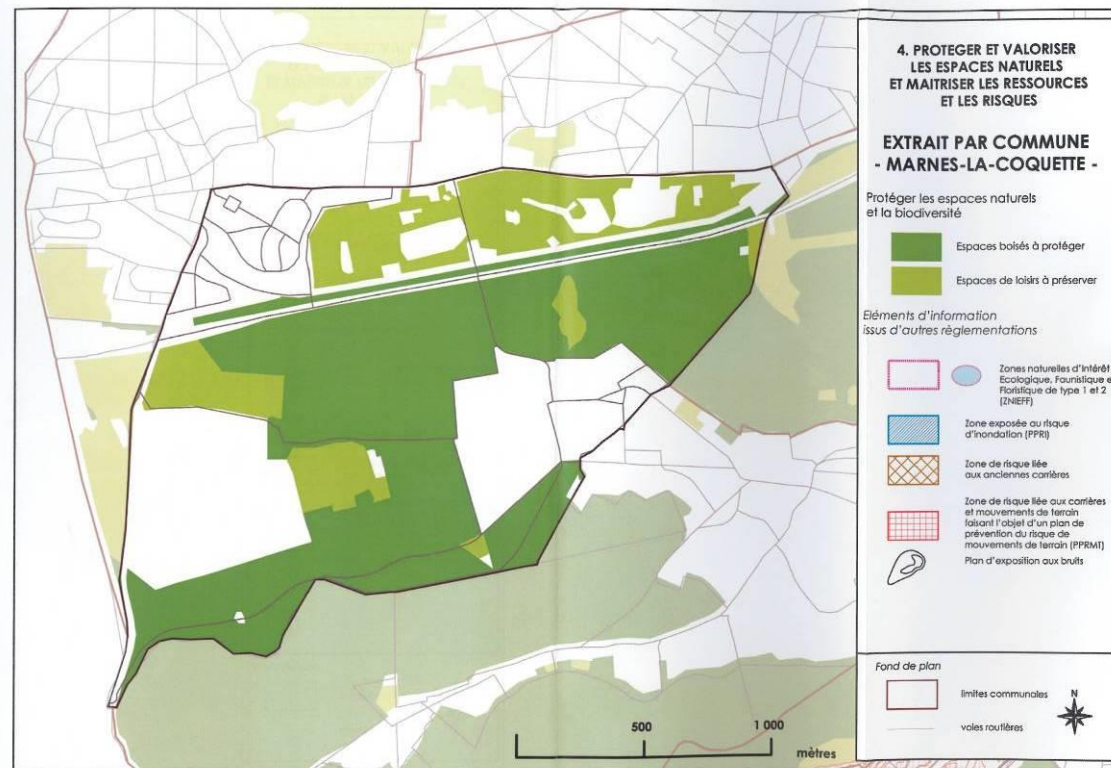 4. PROTEGER ET VALORISER
LES ESPACES NATURELS
ET MAITRISER LES RESSOURCES
ET LES RISQUES
EXTRAIT PAR COMMUNE
- MARNES-LA-COQUETTE -
Protéger les espaces naturels
et la biodiversité
Espaces boisés à protéger
Espaces de loisirs à préserver
Eléments d'information
issus d'autres règlementations
Zones naturelles d'Intérêt
Ecologique, Faunistique e
Floristique de type 1 et 2
(ZNIEFF)
Zone exposée au risque
d'inondation (PPRI)
Zone de risque liée
aux anciennes carrières
Zone de risque liée aux carrières
et mouvements de terrain
faisant l'objet d'un plan de
prévention du risque de
mouvements de terrain (PPRMT)
Plan d'exposition aux bruits
Fond de plan
limites communales
N
voies routières
500
1 000
mètres